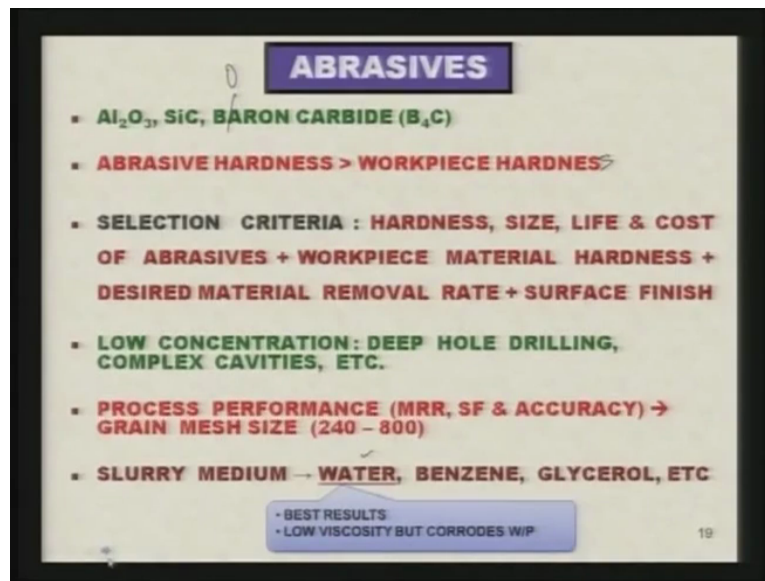 ABRASIVES
O
▪ Al₂O₃, SiC, BARON CARBIDE (B₄C)
▪ ABRASIVE HARDNESS > WORKPIECE HARDNESS
▪ SELECTION CRITERIA : HARDNESS, SIZE, LIFE & COST
OF ABRASIVES + WORKPIECE MATERIAL HARDNESS +
DESIRED MATERIAL REMOVAL RATE + SURFACE FINISH
▪ LOW CONCENTRATION : DEEP HOLE DRILLING,
COMPLEX CAVITIES, ETC.
▪ PROCESS PERFORMANCE (MRR, SF & ACCURACY) →
GRAIN MESH SIZE (240 – 800)
▪ SLURRY MEDIUM → WATER, BENZENE, GLYCEROL, ETC
• BEST RESULTS
• LOW VISCOSITY BUT CORRODES W/P
19